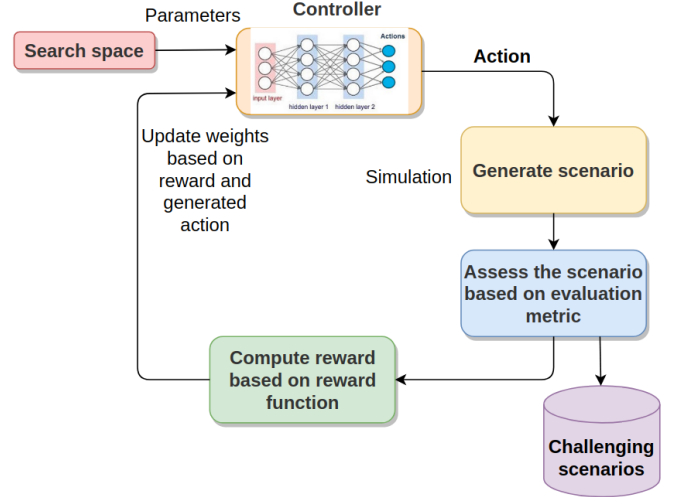 Controller
Parameters
Search space
Actions
input layer
hidden layer 1
hidden layer 2
Action
Update weights
based on
reward and
generated
action
Simulation
Generate scenario
Assess the scenario
based on evaluation
metric
Compute reward
based on reward
function
Challenging
scenarios